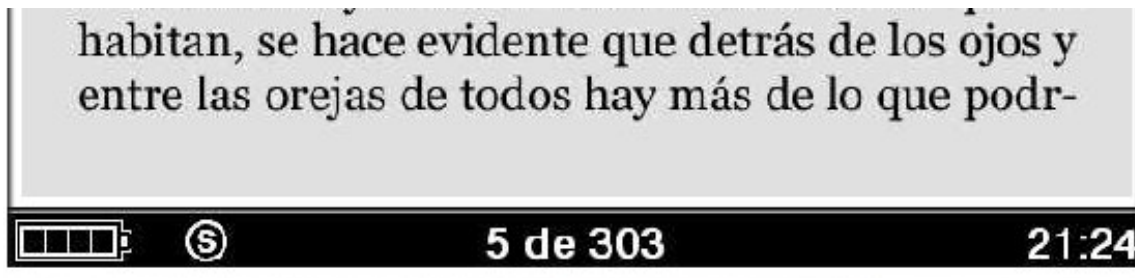 habitan, se hace evidente que detrás de los ojos y
entre las orejas de todos hay más de lo que podr-
S 5 de 303 21:24